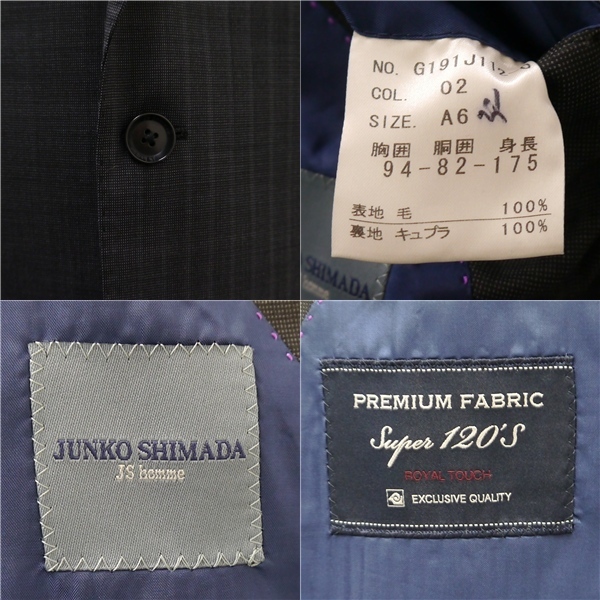 NO. G191J112
COL. 02
SIZE. A6
胸囲 胴囲 身長
94-82-175
表地 毛 100%
裏地 キュプラ 100%
SHIMADA
JUNKO SHIMADA
JS homme
PREMIUM FABRIC
Super 120'S
ROYAL TOUCH
EXCLUSIVE QUALITY